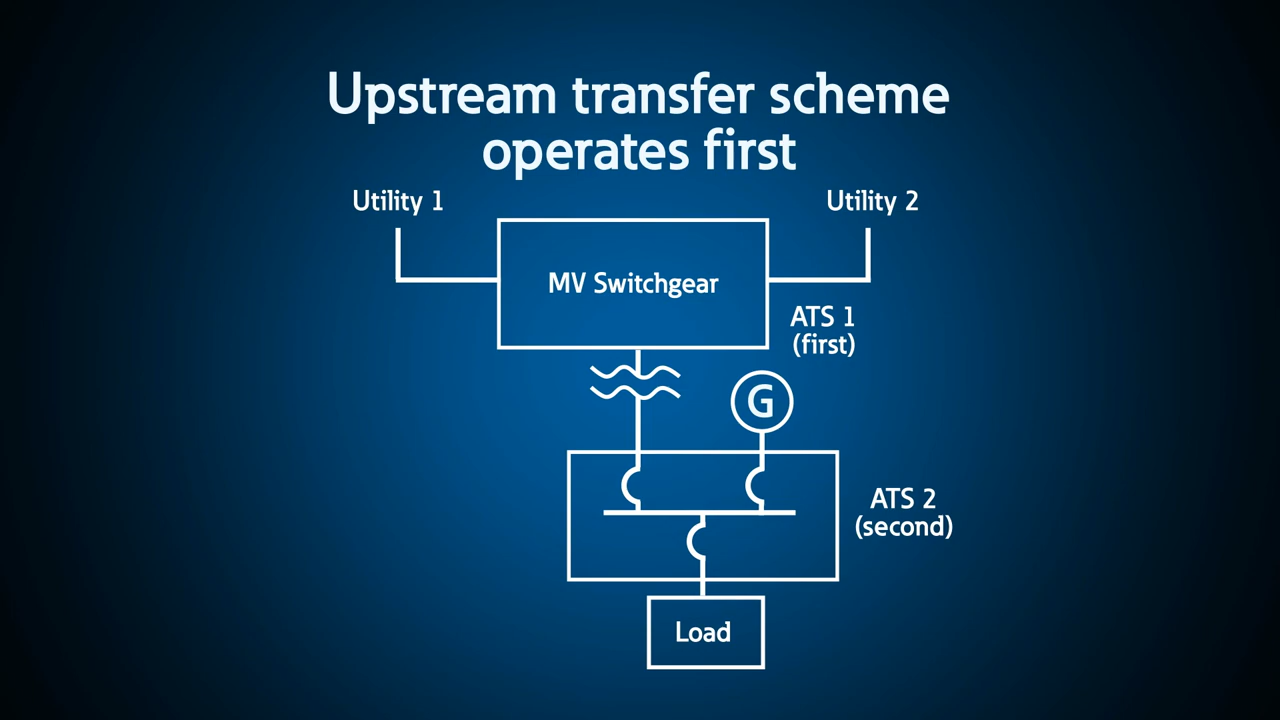 Upstream transfer scheme
operates first
Utility 1
Utility 2
MV Switchgear
ATS 1
(first)
G
ATS 2
(second)
Load